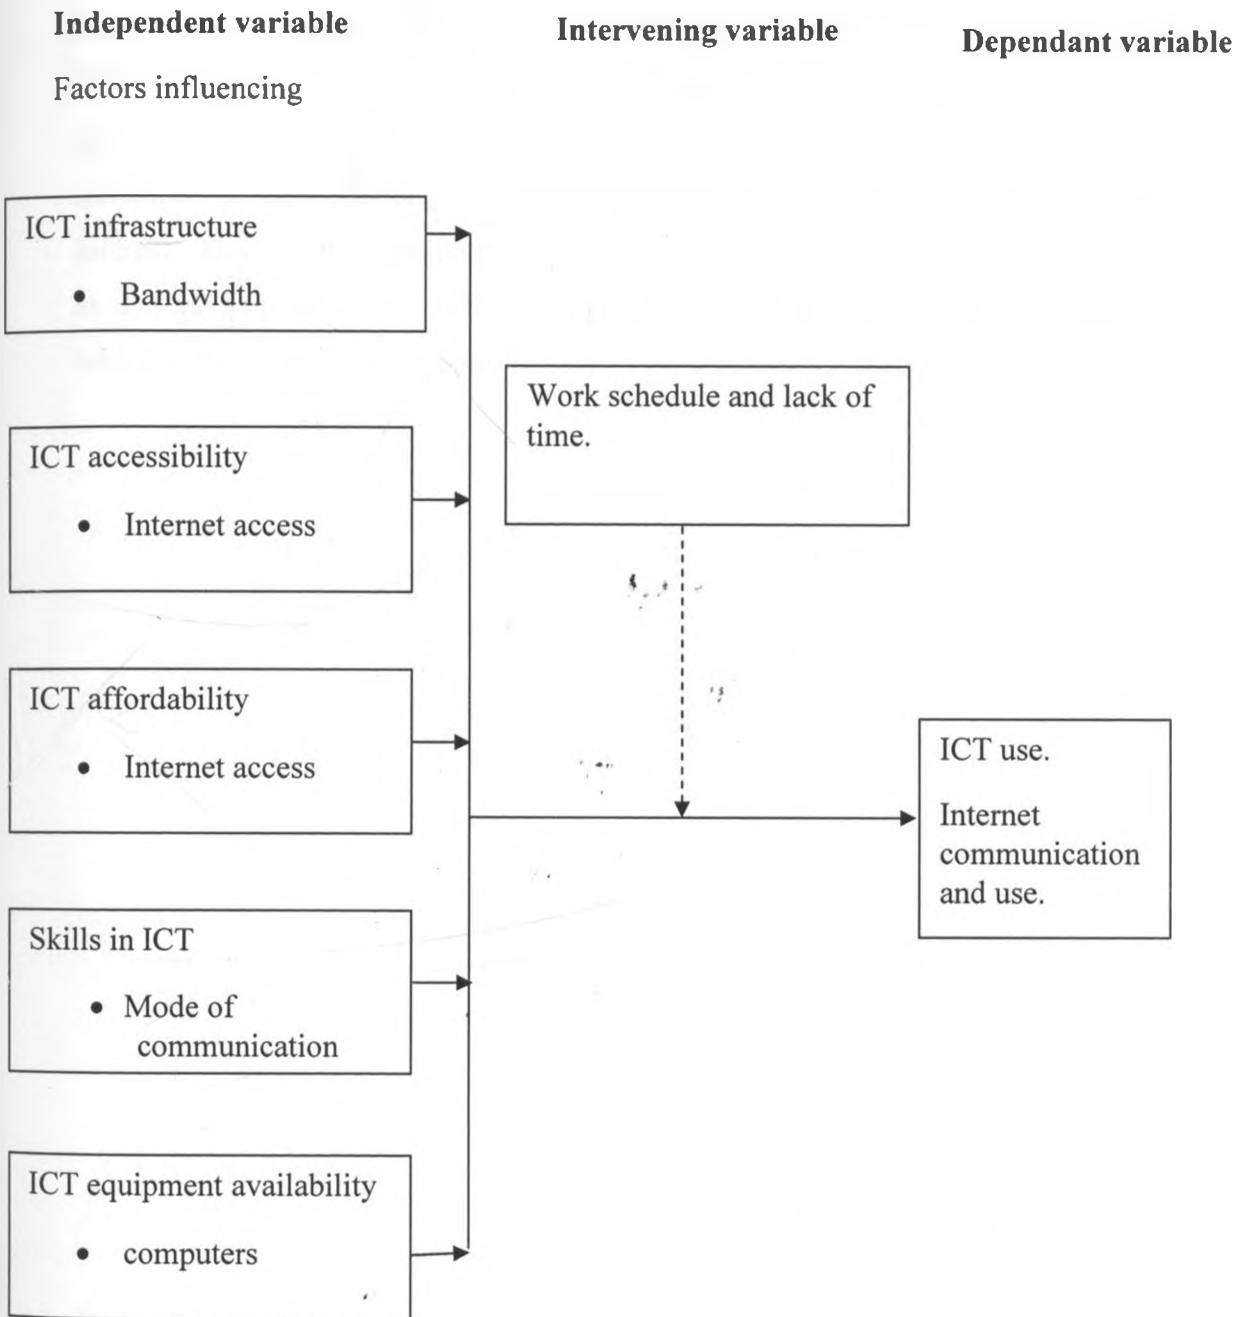 Independent variable
Intervening variable
Dependant variable
Factors influencing
ICT infrastructure
• Bandwidth
ICT accessibility
• Internet access
ICT affordability
• Internet access
Skills in ICT
• Mode of
communication
ICT equipment availability
• computers
Work schedule and lack of
time.
ICT use.
Internet
communication
and use.